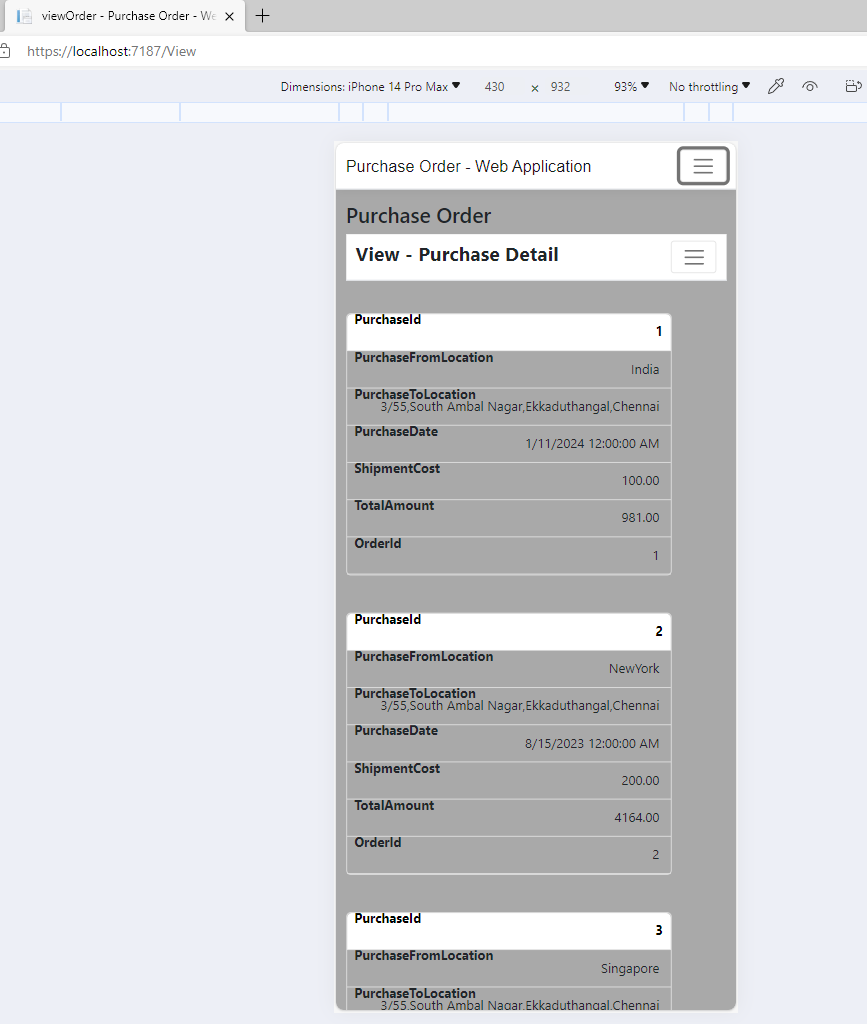 viewOrder - Purchase Order - We
https://localhost:7187/View
Dimensions: iPhone 14 Pro Max 430 × 932 93% No throttling
Purchase Order - Web Application
Purchase Order
View - Purchase Detail
PurchaseId
1
PurchaseFromLocation
India
PurchaseToLocation
3/55,South Ambal Nagar,Ekkaduthangal,Chennai
PurchaseDate
1/11/2024 12:00:00 AM
ShipmentCost
100.00
TotalAmount
981.00
OrderId
1
PurchaseId
2
PurchaseFromLocation
NewYork
PurchaseToLocation
3/55,South Ambal Nagar,Ekkaduthangal,Chennai
PurchaseDate
8/15/2023 12:00:00 AM
ShipmentCost
200.00
TotalAmount
4164.00
OrderId
2
PurchaseId
3
PurchaseFromLocation
Singapore
PurchaseToLocation
3/55,South Ambal Nagar,Ekkaduthangal,Chennai